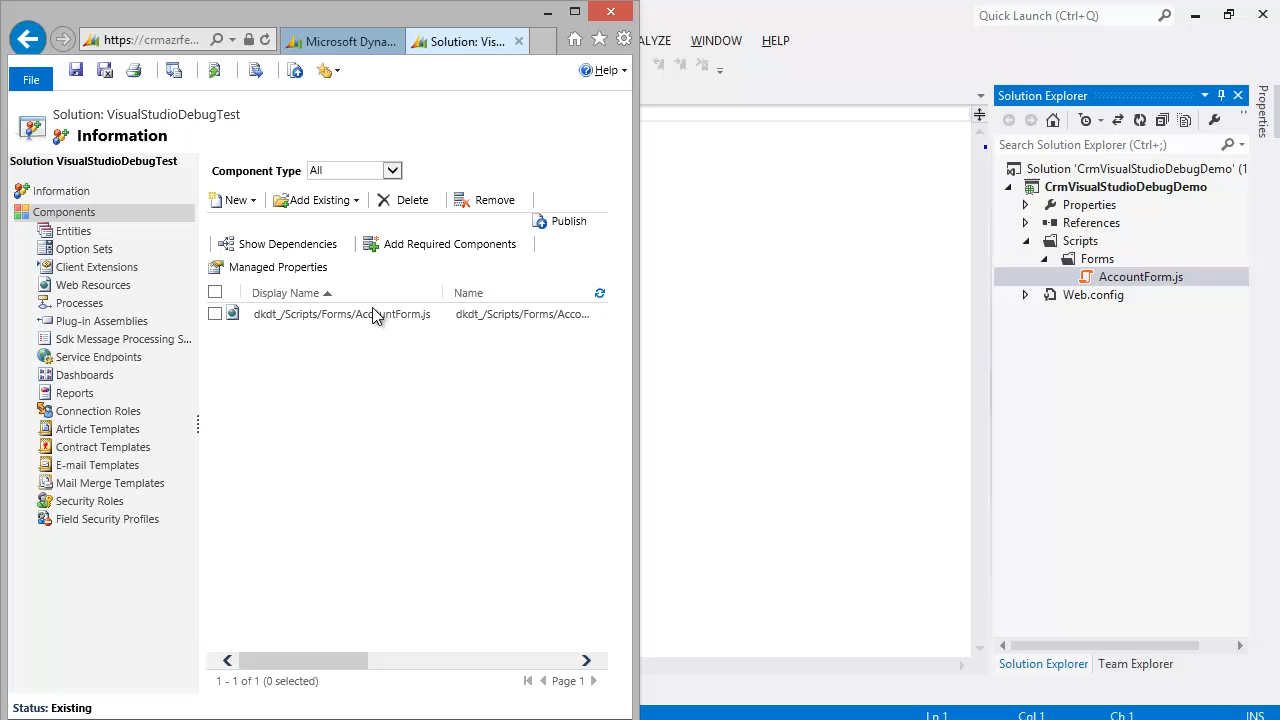 https://crmazrfe...
Microsoft Dyna...
Solution: Vis...
File
Help
Solution: VisualStudioDebugTest
Information
Solution VisualStudioDebugTest
Information
Components
Entities
Option Sets
Client Extensions
Web Resources
Processes
Plug-in Assemblies
Sdk Message Processing S...
Service Endpoints
Dashboards
Reports
Connection Roles
Article Templates
Contract Templates
E-mail Templates
Mail Merge Templates
Security Roles
Field Security Profiles
Component Type All
New Add Existing Delete Remove
Publish
Show Dependencies Add Required Components
Managed Properties
Display Name Name
dkdt_/Scripts/Forms/AccountForm.js dkdt_/Scripts/Forms/Acco...
1 - 1 of 1 (0 selected) Page 1
Status: Existing
Quick Launch (Ctrl+Q)
ALYZE WINDOW HELP
Solution Explorer
Search Solution Explorer (Ctrl+;)
Solution 'CrmVisualStudioDebugDemo' (1
CrmVisualStudioDebugDemo
Properties
References
Scripts
Forms
AccountForm.js
Web.config
Solution Explorer Team Explorer
Properties
Ln 1 Col 1 Ch 1 INS